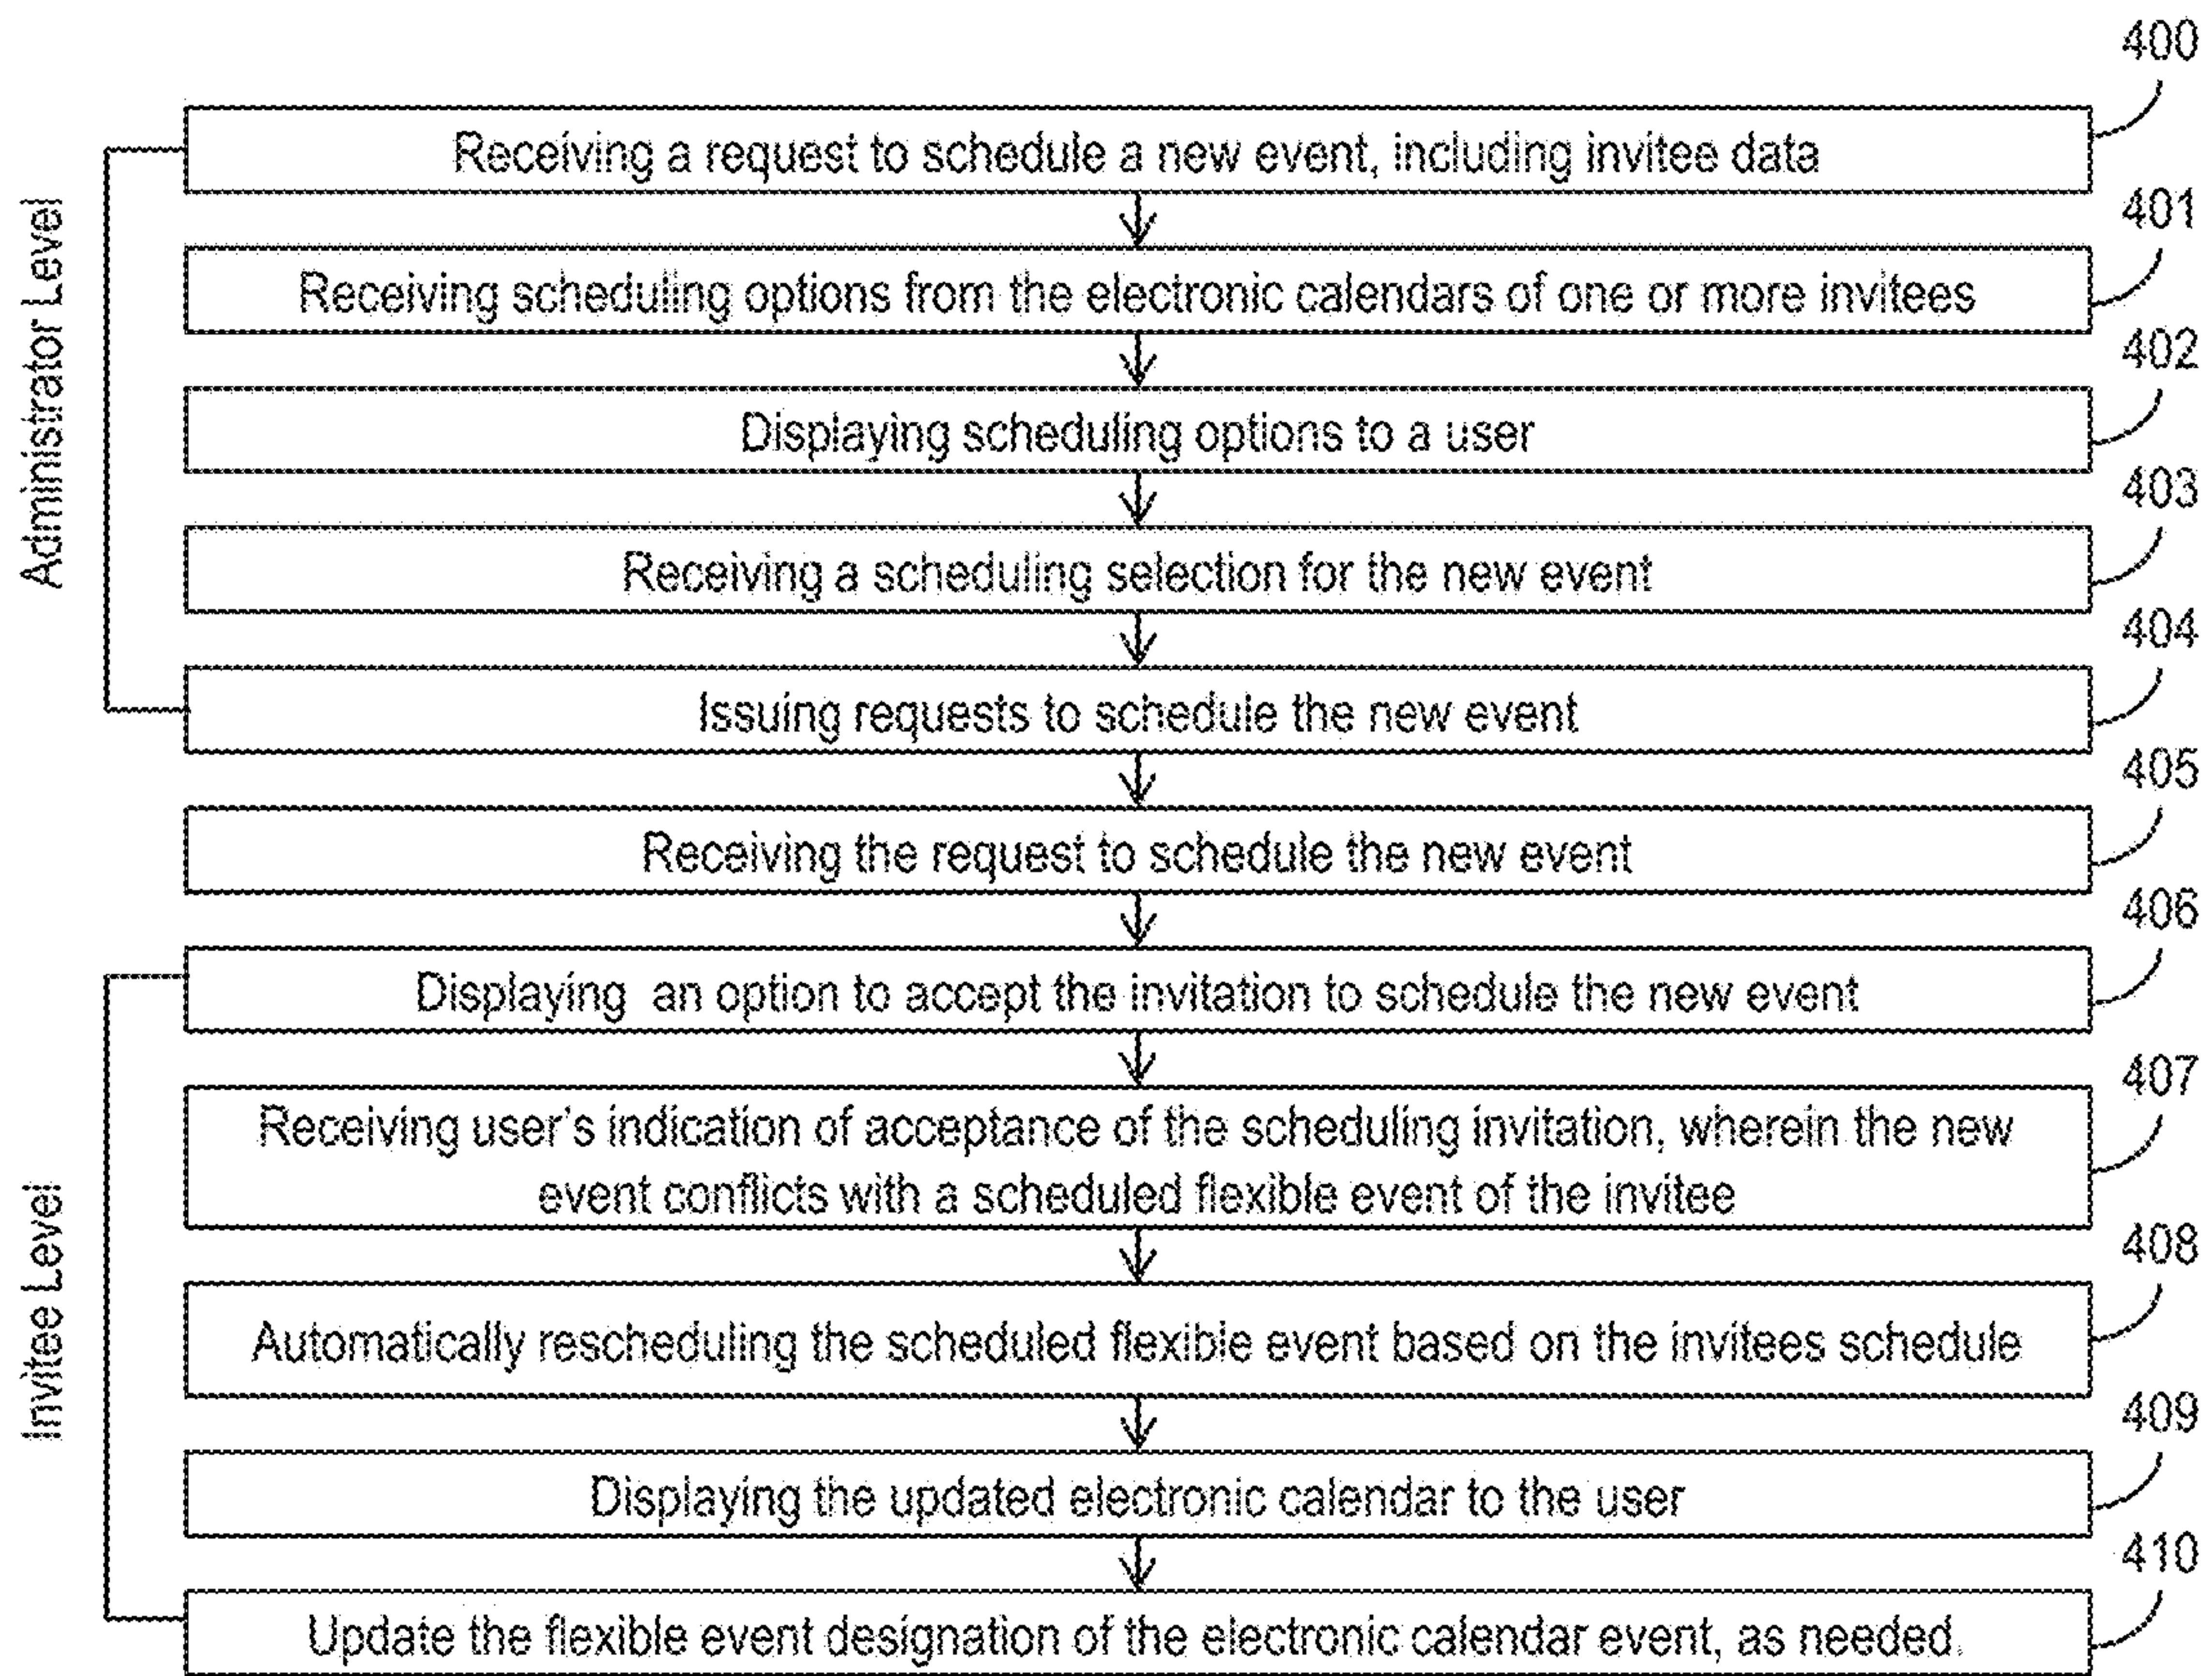 400
Receiving a request to schedule a new event, including invitee data
401
Receiving scheduling options from the electronic calendars of one or more invitees
402
Displaying scheduling options to a user
403
Receiving a scheduling selection for the new event
404
Issuing requests to schedule the new event
Administrator Level
405
Receiving the request to schedule the new event
406
Displaying an option to accept the invitation to schedule the new event
407
Receiving user's indication of acceptance of the scheduling invitation, wherein the new
event conflicts with a scheduled flexible event of the invitee
408
Automatically rescheduling the scheduled flexible event based on the invitees schedule
409
Displaying the updated electronic calendar to the user
410
Update the flexible event designation of the electronic calendar event, as needed.
Invitee Level